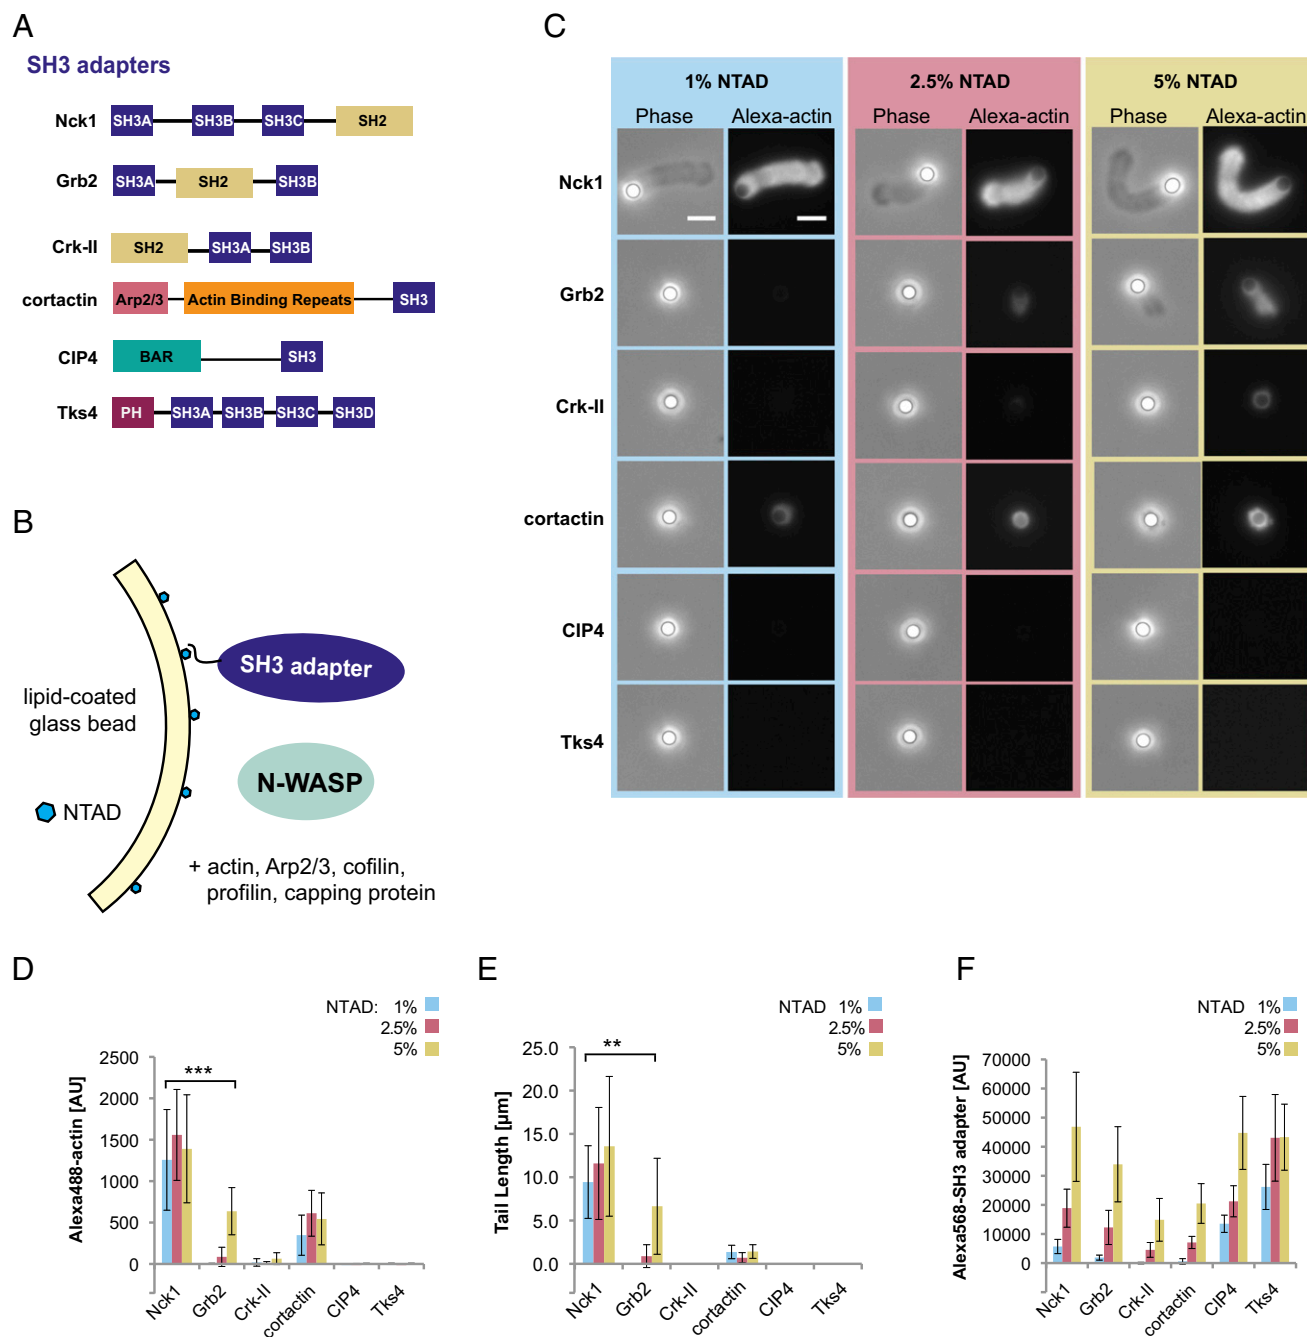 A
SH3 adapters
Nck1 SH3A SH3B SH3C SH2
Grb2 SH3A SH2 SH3B
Crk-II SH2 SH3A SH3B
cortactin Arp2/3 Actin Binding Repeats SH3
CIP4 BAR SH3
Tks4 PH SH3A SH3B SH3C SH3D
B
lipid-coated
glass bead
SH3 adapter
N-WASP
NTAD
+ actin, Arp2/3, cofilin,
profilin, capping protein
C
1% NTAD 2.5% NTAD 5% NTAD
Phase Alexa-actin Phase Alexa-actin Phase Alexa-actin
Nck1
Grb2
Crk-II
cortactin
CIP4
Tks4
D
NTAD: 1%
2.5%
5%
Alexa488-actin [AU]
2500
2000
1500
1000
500
0
***
Nck1 Grb2 Crk-II cortactin CIP4 Tks4
E
NTAD 1%
2.5%
5%
Tail Length [µm]
25.0
20.0
15.0
10.0
5.0
0.0
**
Nck1 Grb2 Crk-II cortactin CIP4 Tks4
F
NTAD 1%
2.5%
5%
Alexa568-SH3 adapter [AU]
70000
60000
50000
40000
30000
20000
10000
0
Nck1 Grb2 Crk-II cortactin CIP4 Tks4